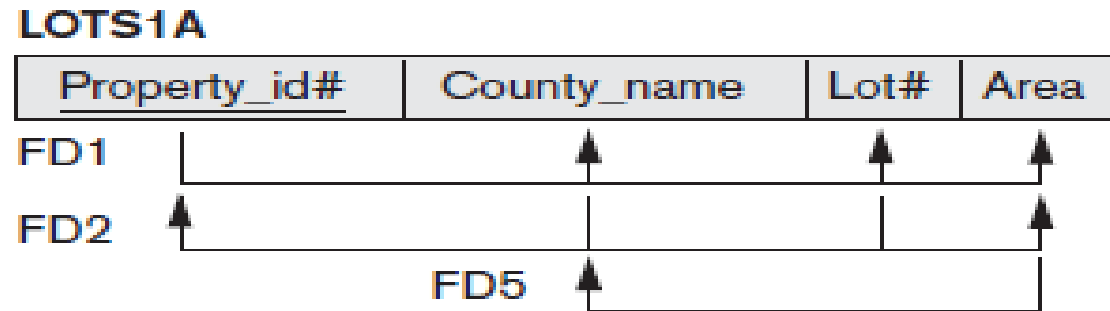 LOTS1A
Property_id# County_name Lot# Area
FD1
FD2
FD5